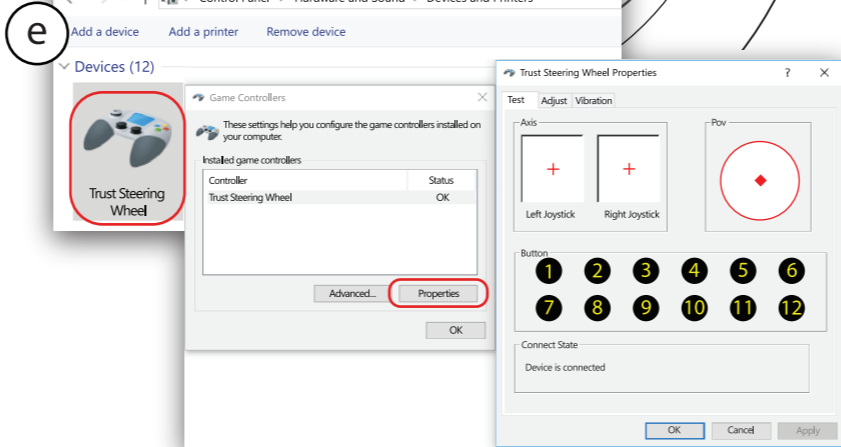 Control Panel > Hardware and Sound > Devices and Printers
e
Add a device Add a printer Remove device
Devices (12)
Trust Steering
Wheel
Game Controllers
These settings help you configure the game controllers installed on
your computer.
Installed game controllers
Controller Status
Trust Steering Wheel OK
Advanced... Properties
OK
Trust Steering Wheel Properties ? X
Test Adjust Vibration
Axis
Left Joystick Right Joystick
Pov
Button
1 2 3 4 5 6
7 8 9 10 11 12
Connect State
Device is connected
OK Cancel Apply